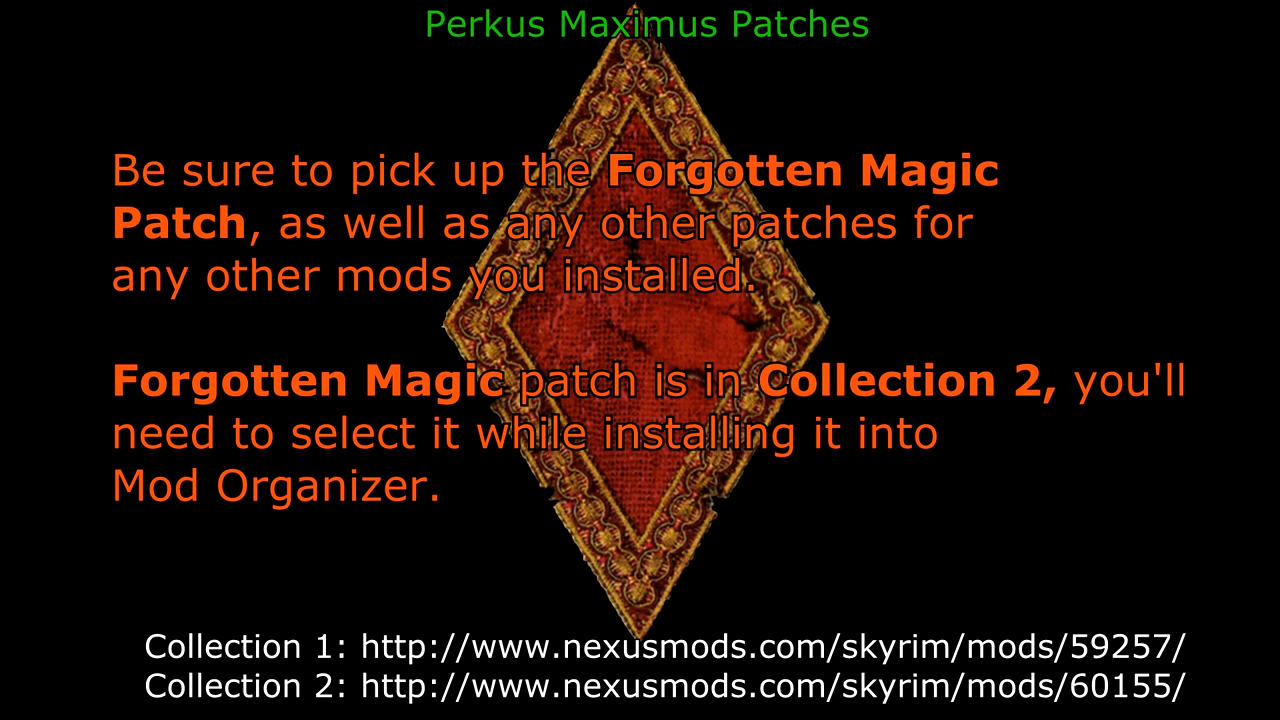 Perkus Maximus Patches
Be sure to pick up the Forgotten Magic
Patch, as well as any other patches for
any other mods you installed.
Forgotten Magic patch is in Collection 2, you'll
need to select it while installing it into
Mod Organizer.
Collection 1: http://www.nexusmods.com/skyrim/mods/59257/
Collection 2: http://www.nexusmods.com/skyrim/mods/60155/